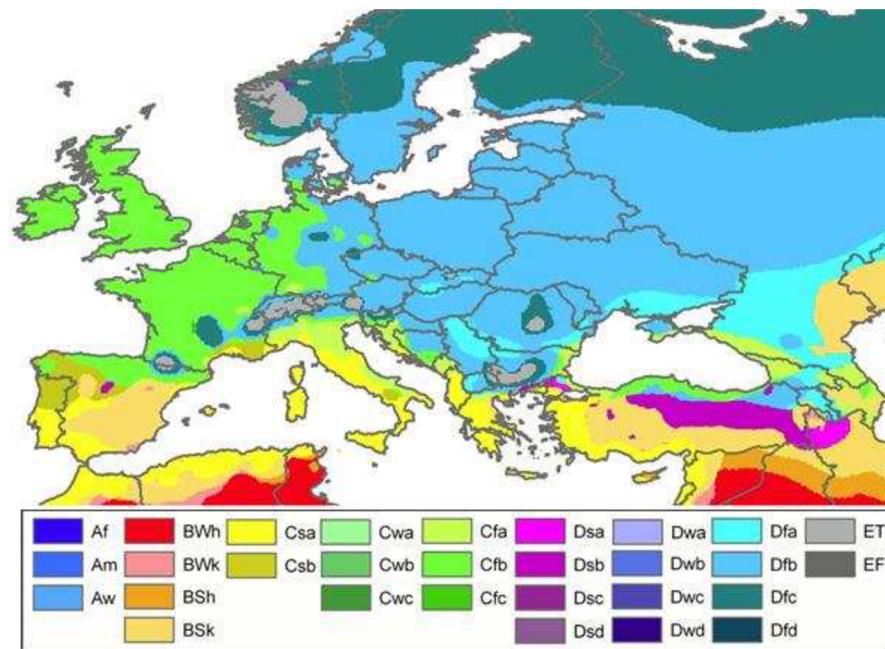 Af BWh Csa Cwa Cfa Dsa Dwa Dfa ET
Am BWk Csb Cwb Cfb Dsb Dwb Dfb EF
Aw BSh Cwc Cfc Dsc Dwc Dfc
BSk Dsd Dwd Dfd